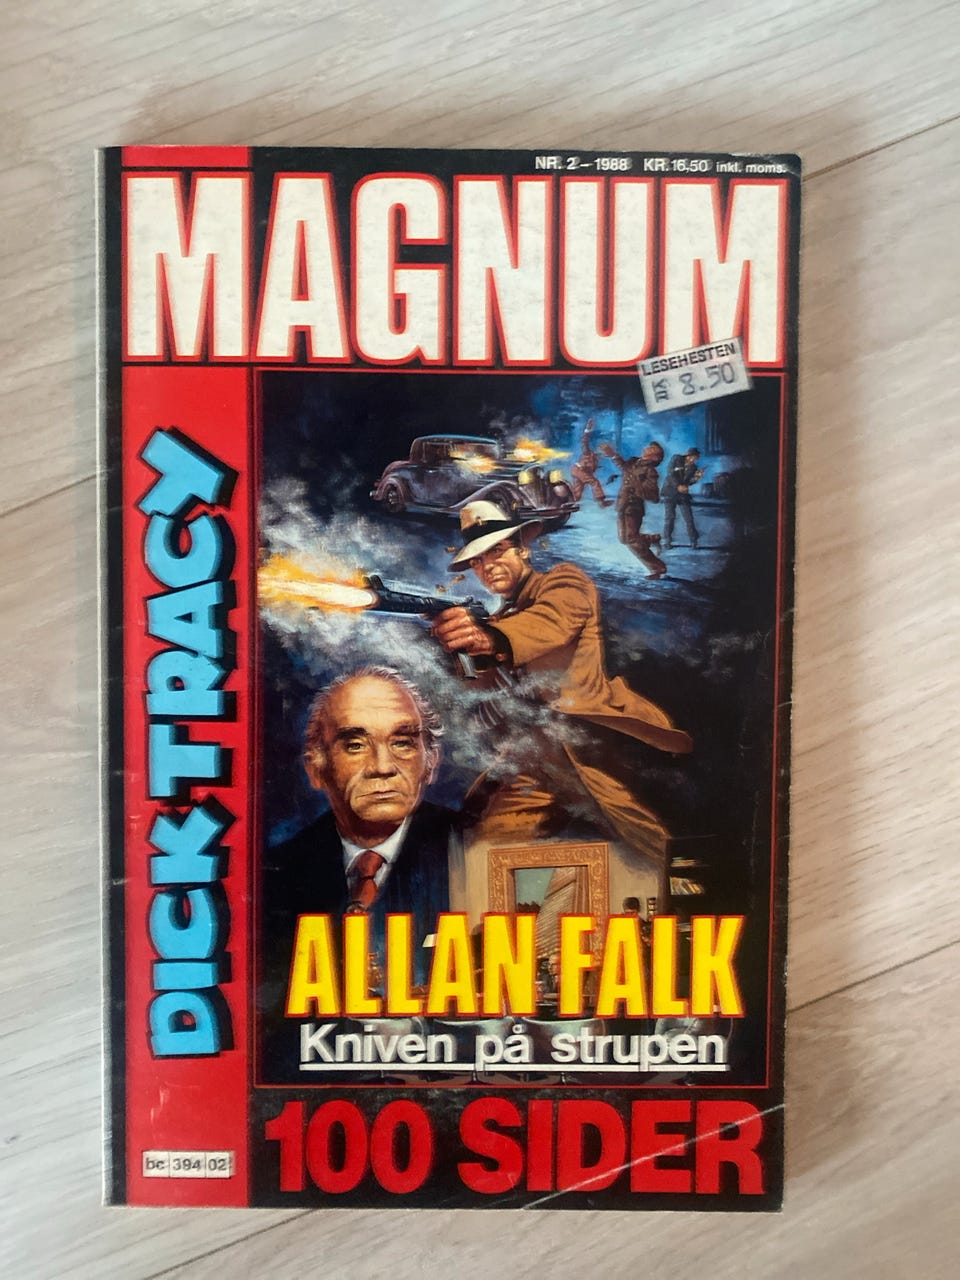 NR. 2 – 1988 KR. 16,50 inkl. moms.
MAGNUM
LESEHESTEN
KR 8.50
DICK TRACY
ALLAN FALK
Kniven på strupen
100 SIDER
bc 394 02